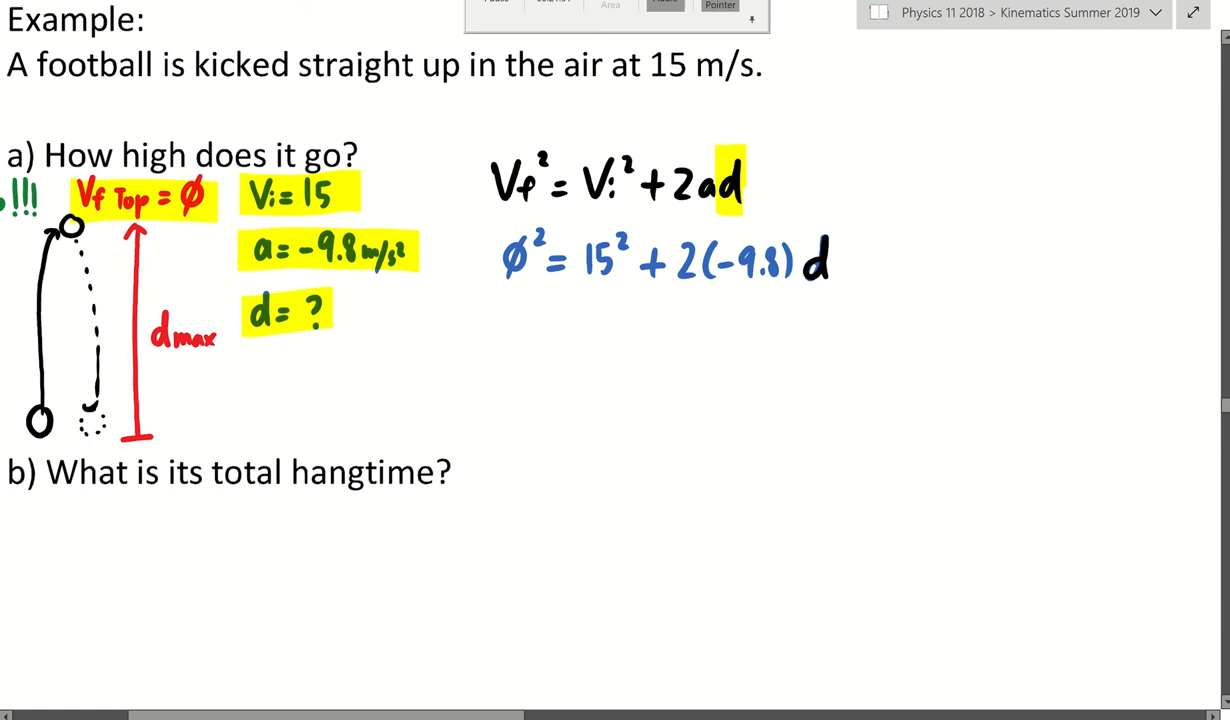 Example:
Area
Pointer
Physics 11 2018 > Kinematics Summer 2019
A football is kicked straight up in the air at 15 m/s.
a) How high does it go?
!!! Vf Top = ∅
Vi = 15
a = -9.8 m/s²
d = ?
dmax
Vf² = Vi² + 2ad
∅² = 15² + 2(-9.8) d
b) What is its total hangtime?